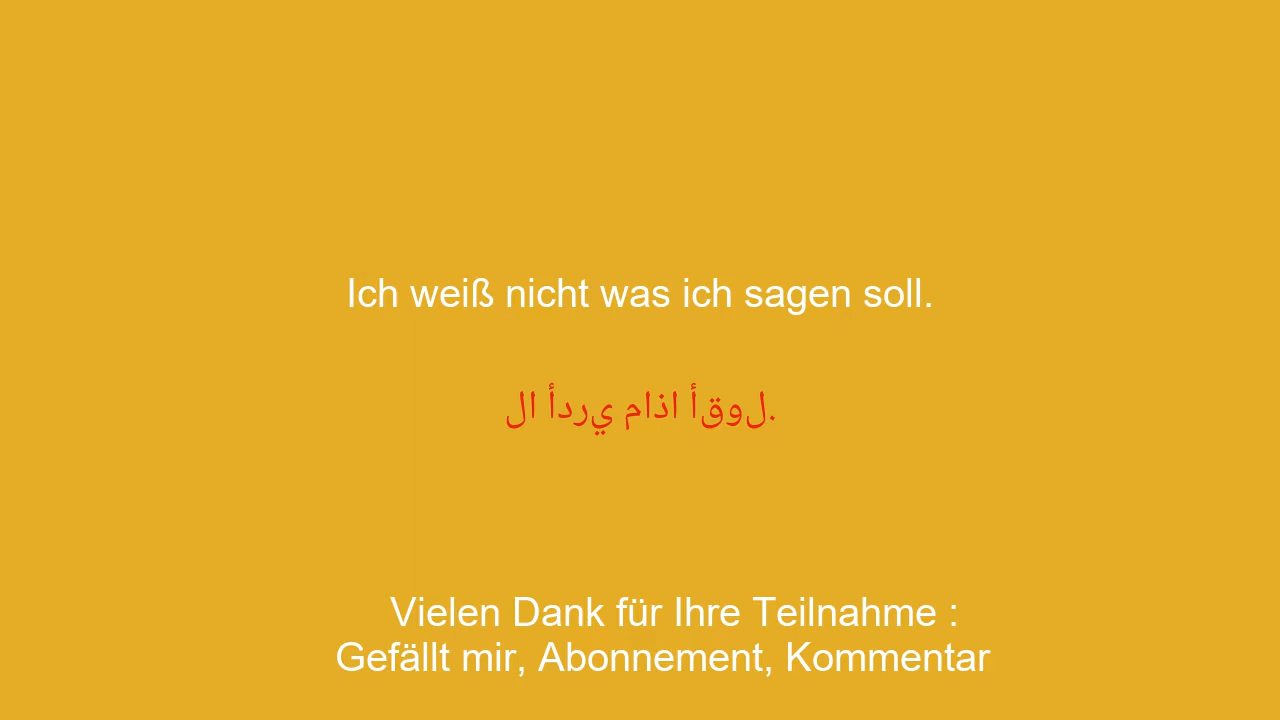 Ich weiß nicht was ich sagen soll.
لا أدري ماذا أقول.
Vielen Dank für Ihre Teilnahme :
Gefällt mir, Abonnement, Kommentar